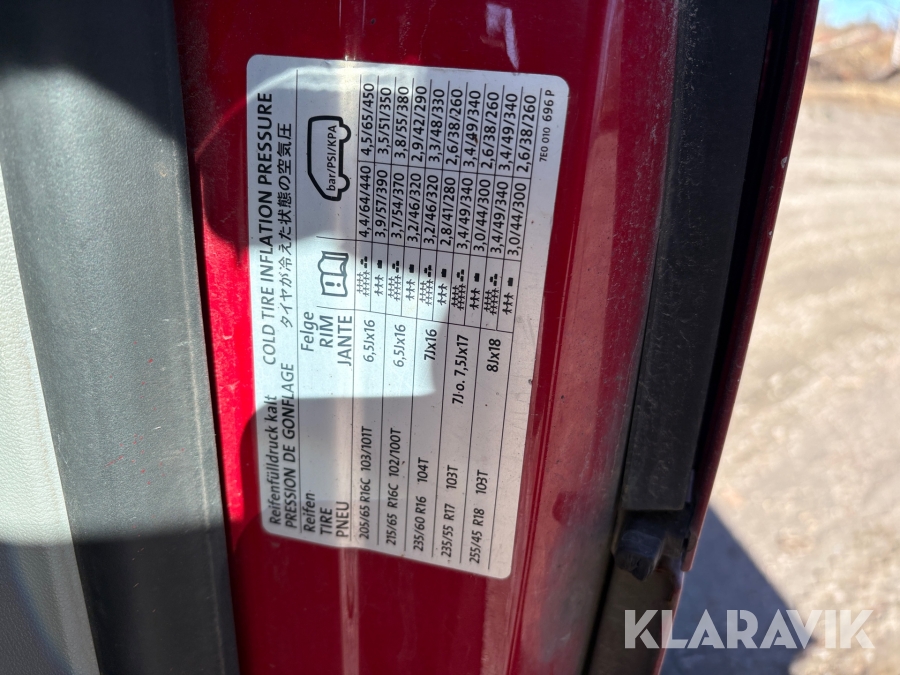 Reifenfülldruck kalt COLD TIRE INFLATION PRESSURE
PRESSION DE GONFLAGE タイヤが冷えた状態の空気圧
Reifen Felge
TIRE RIM bar/PSI/KPA
PNEU JANTE
205/65 R16C 103/101T 6,5Jx16 4,4/64/440 4,5/65/450
3,9/57/390 3,5/51/350
215/65 R16C 102/100T 6,5Jx16 3,7/54/370 3,8/55/380
3,2/46/320 2,9/42/290
235/60 R16 104T 7Jx16 3,2/46/320 3,3/48/330
2,8/41/280 2,6/38/260
235/55 R17 103T 7J o. 7,5Jx17 3,4/49/340 3,4/49/340
3,0/44/300 2,6/38/260
255/45 R18 103T 8Jx18 3,4/49/340 3,4/49/340
3,0/44/300 2,6/38/260
7E0 010 696 P
KLARAVIK